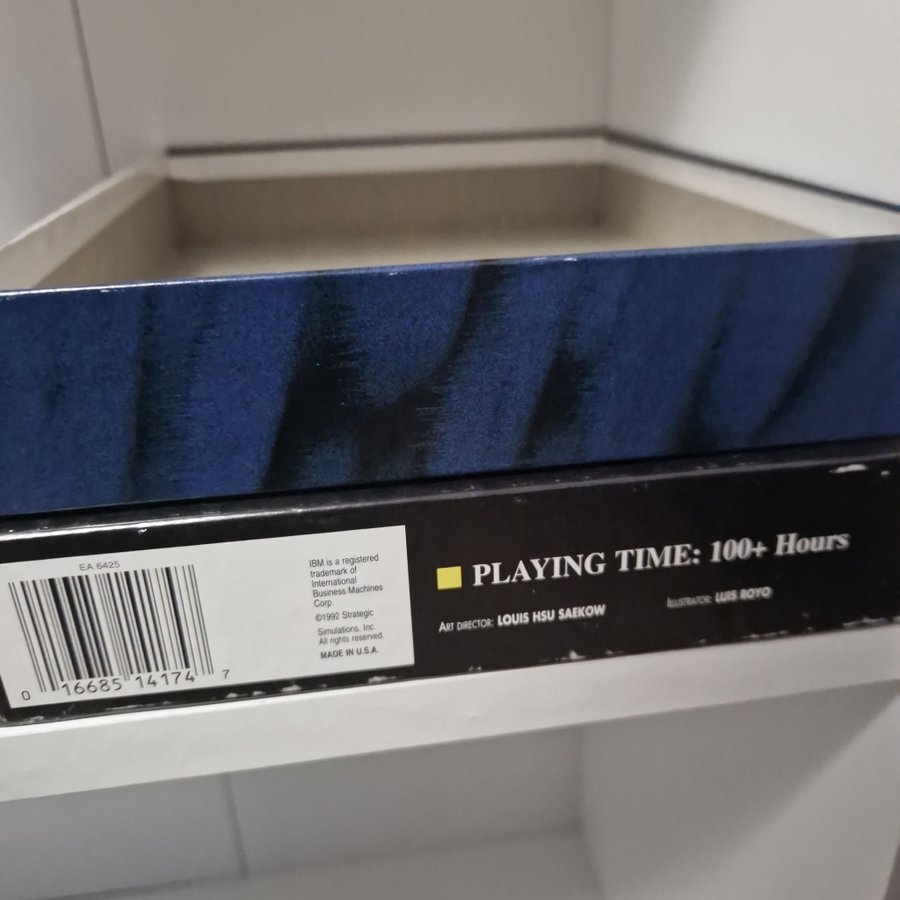 EA 6425
0 16685 14174 7
IBM is a registered
trademark of
International
Business Machines
Corp.
©1992 Strategic
Simulations, Inc.
All rights reserved.
MADE IN U.S.A.
PLAYING TIME: 100+ Hours
ART DIRECTOR: LOUIS HSU SAEKOW
ILLUSTRATOR: LUIS ROYO